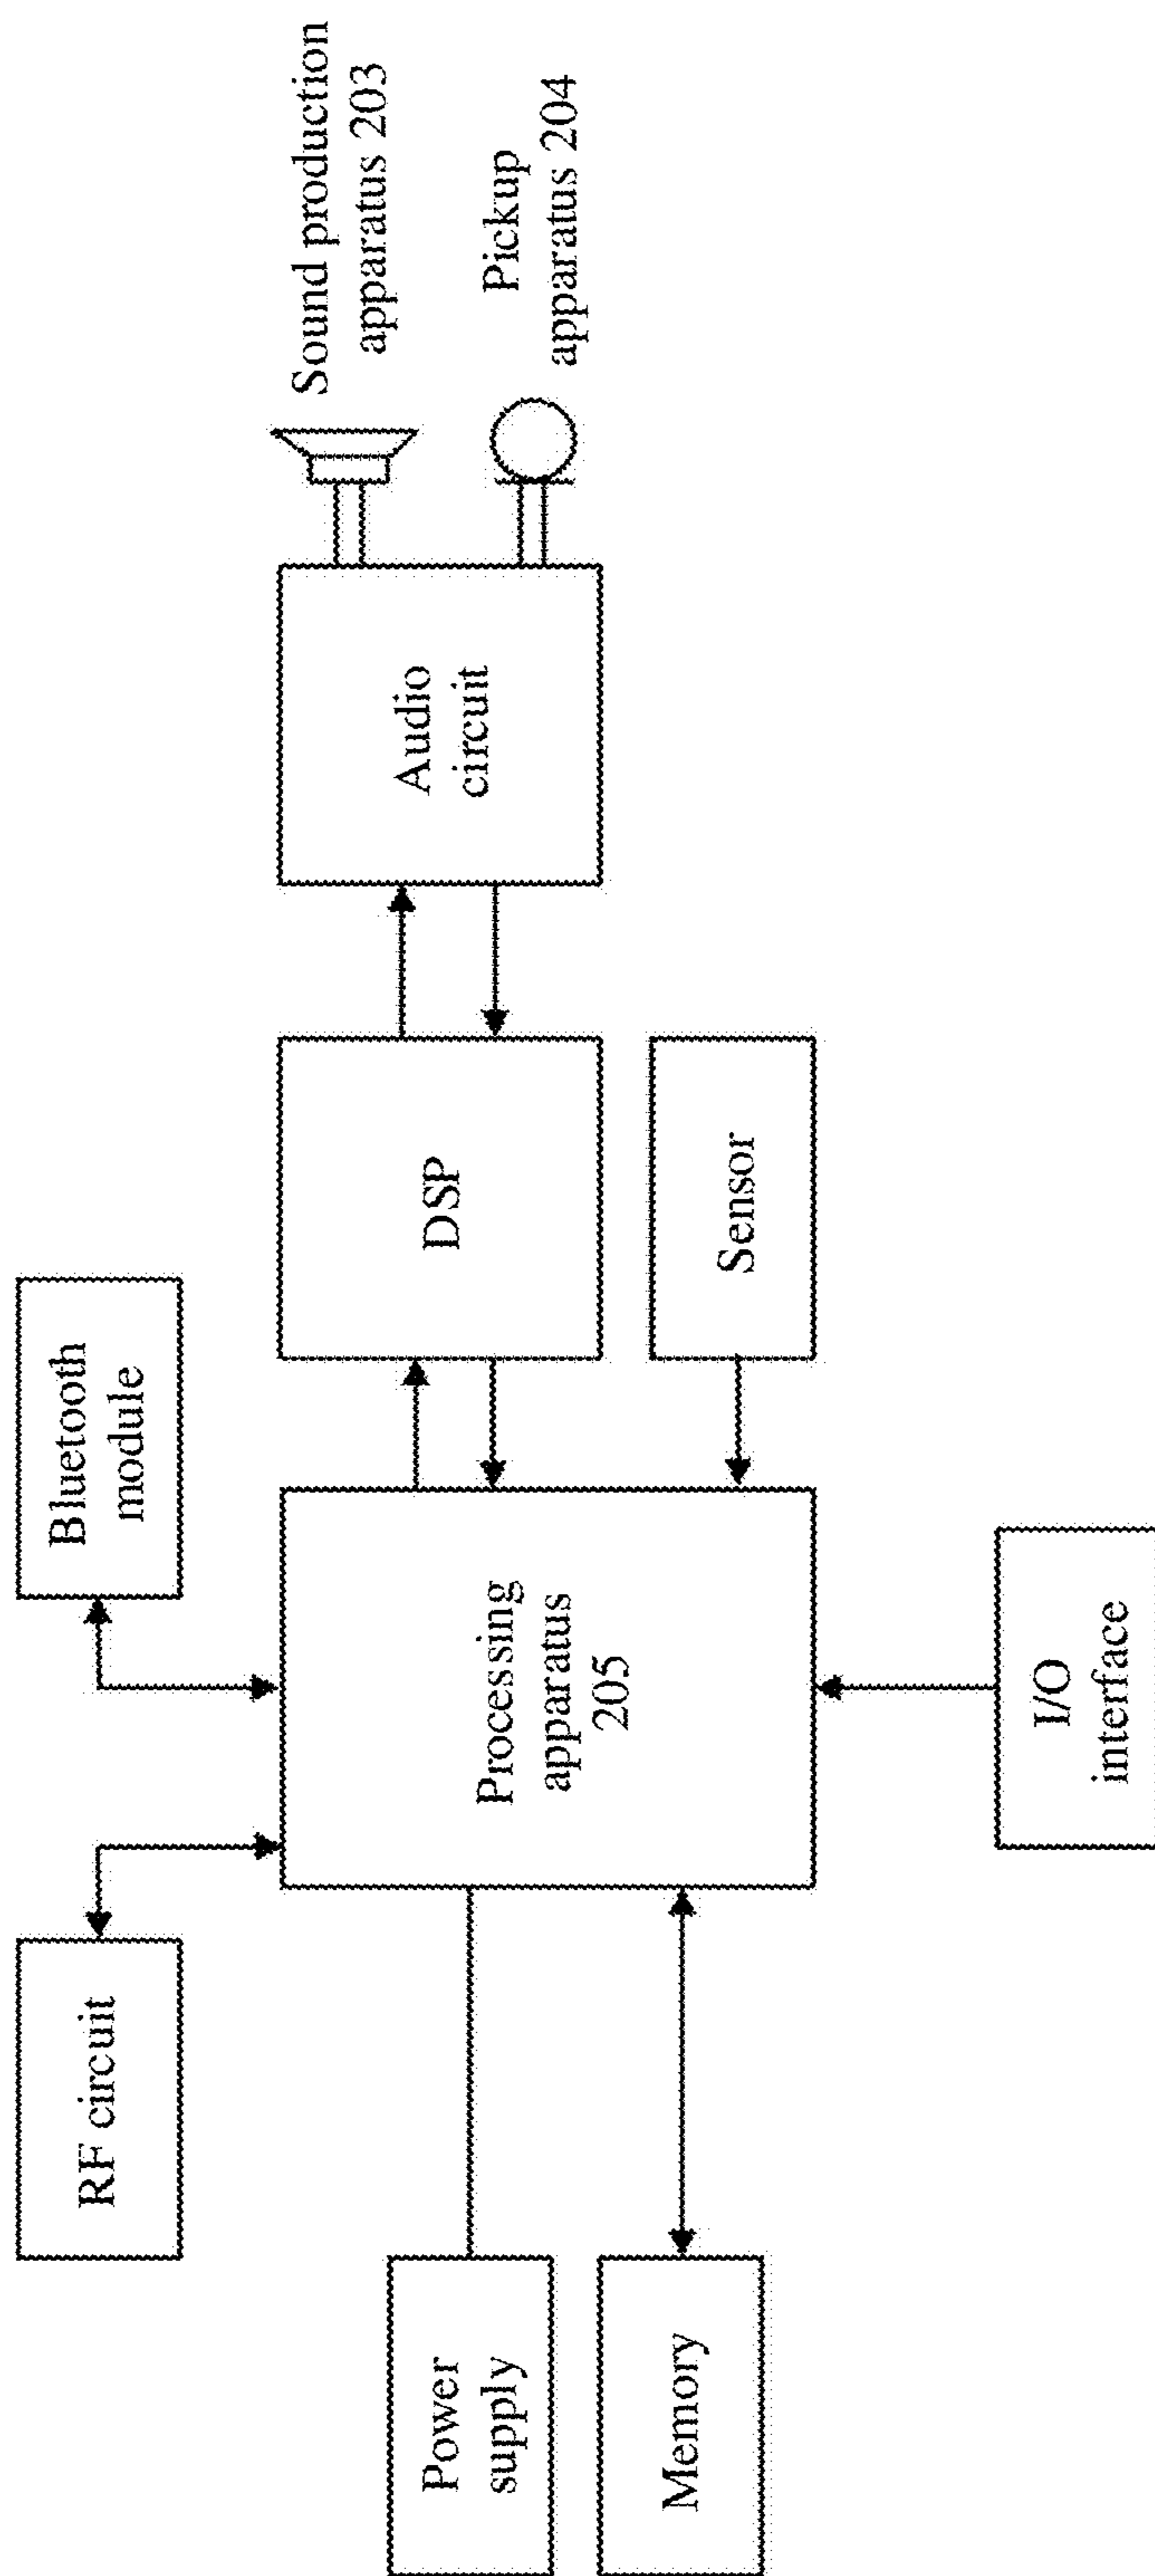 RF circuit
Bluetooth
module
Power
supply
Memory
Processing
apparatus
205
DSP
Sensor
Audio
circuit
Sound production
apparatus 203
Pickup
apparatus 204
I/O
interface